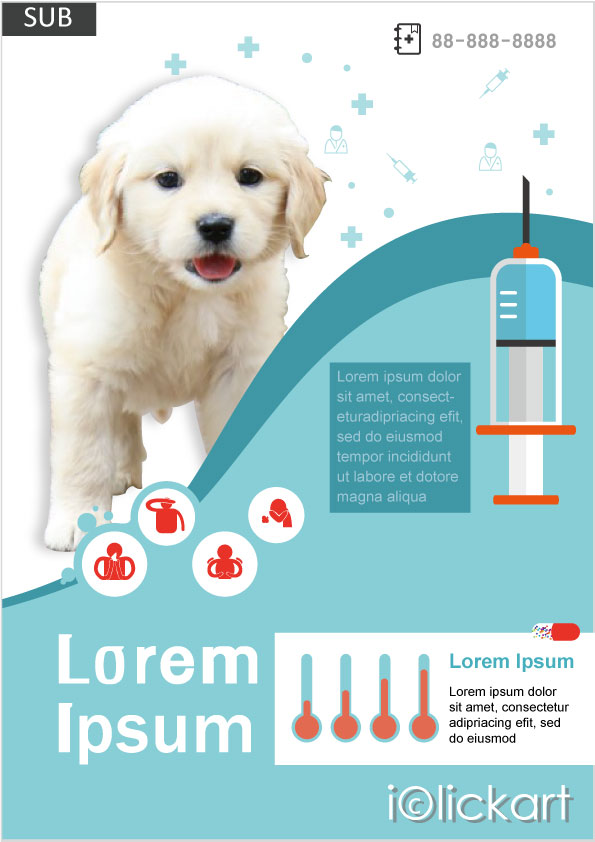 SUB
88-888-8888
Lorem ipsum dolor
sit amet, consect-
eturadipriacing efit,
sed do eiusmod
tempor incididunt
ut labore et dotore
magna aliqua
Lorem
Ipsum
Lorem Ipsum
Lorem ipsum dolor
sit amet, consectetur
adipriacing efit, sed
do eiusmod
i©lickart